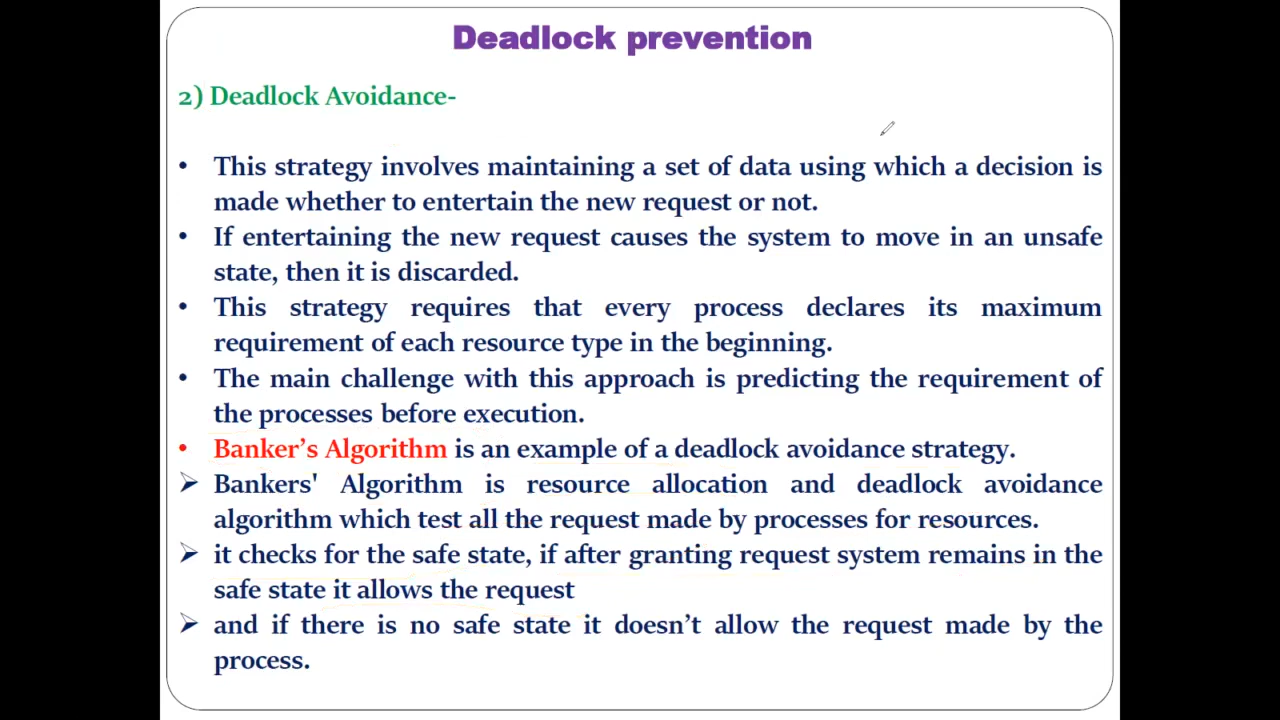 Deadlock prevention
2) Deadlock Avoidance-
• This strategy involves maintaining a set of data using which a decision is
made whether to entertain the new request or not.
• If entertaining the new request causes the system to move in an unsafe
state, then it is discarded.
• This strategy requires that every process declares its maximum
requirement of each resource type in the beginning.
• The main challenge with this approach is predicting the requirement of
the processes before execution.
• Banker’s Algorithm is an example of a deadlock avoidance strategy.
➢ Bankers' Algorithm is resource allocation and deadlock avoidance
algorithm which test all the request made by processes for resources.
➢ it checks for the safe state, if after granting request system remains in the
safe state it allows the request
➢ and if there is no safe state it doesn’t allow the request made by the
process.